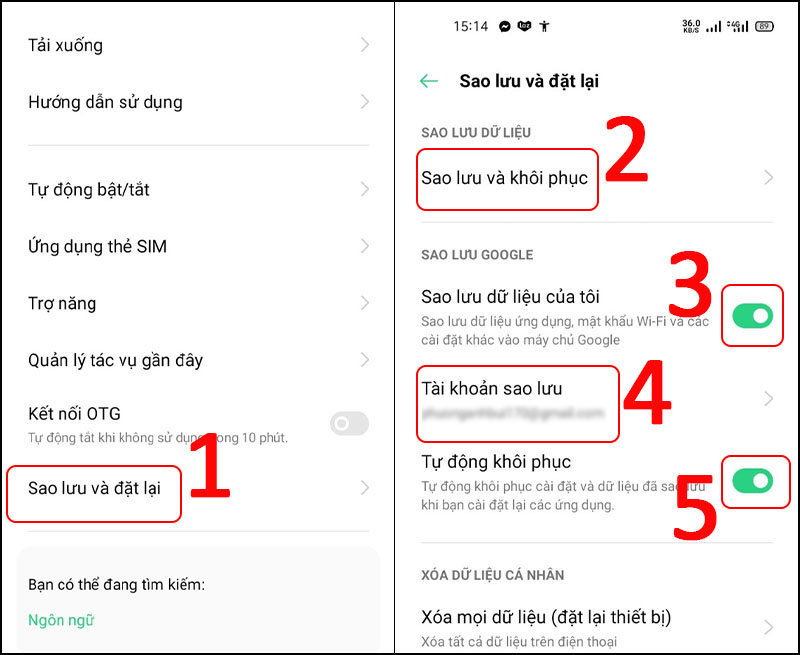 Tải xuống
Hướng dẫn sử dụng
Tự động bật/tắt
Ứng dụng thẻ SIM
Trợ năng
Quản lý tác vụ gần đây
Kết nối OTG
Tự động tắt khi không sử dụng trong 10 phút.
Sao lưu và đặt lại
1
Bạn có thể đang tìm kiếm:
Ngôn ngữ
15:14
36.0
KB/S
4G
89
Sao lưu và đặt lại
SAO LƯU DỮ LIỆU
2
Sao lưu và khôi phục
SAO LƯU GOOGLE
3
Sao lưu dữ liệu của tôi
Sao lưu dữ liệu ứng dụng, mật khẩu Wi-Fi và các
cài đặt khác vào máy chủ Google
4
Tài khoản sao lưu
Tự động khôi phục
Tự động khôi phục cài đặt và dữ liệu đã sao lưu
khi bạn cài đặt lại các ứng dụng.
5
XÓA DỮ LIỆU CÁ NHÂN
Xóa mọi dữ liệu (đặt lại thiết bị)
Xóa tất cả dữ liệu trên điện thoại